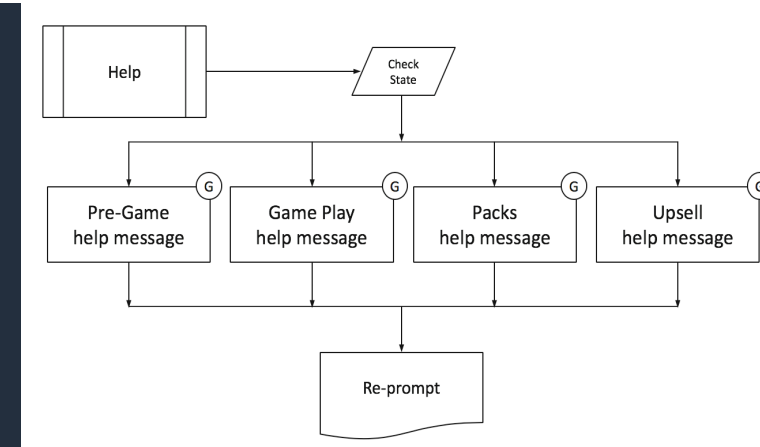 Help
Check
State
G
G
G
Pre-Game
help message
Game Play
help message
Packs
help message
Upsell
help message
Re-prompt